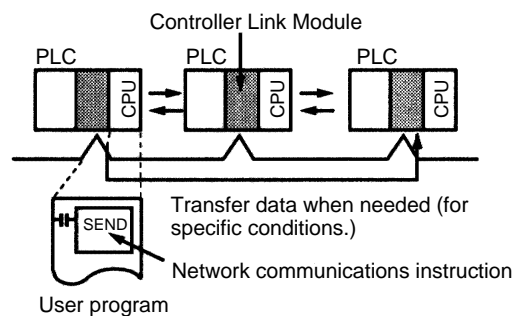 Controller Link Module
PLC PLC PLC
CPU CPU CPU
Transfer data when needed (for
specific conditions.)
SEND
Network communications instruction
User program